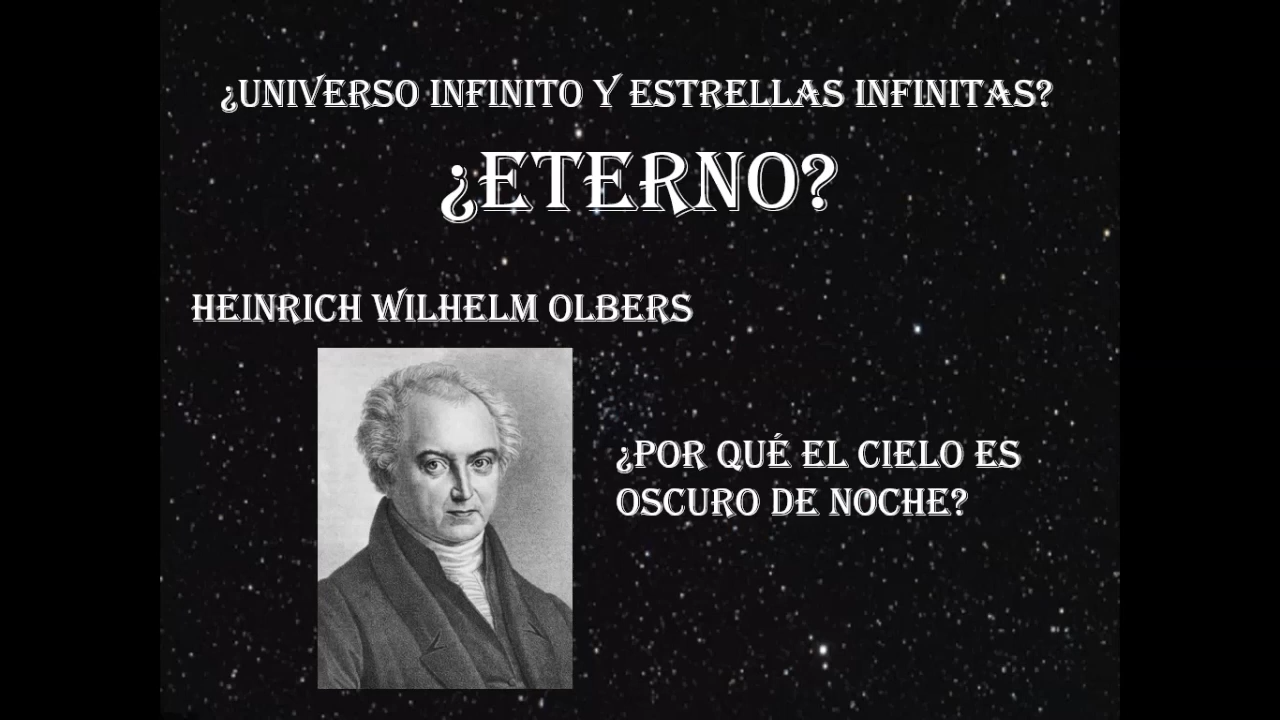 ¿UNIVERSO INFINITO Y ESTRELLAS INFINITAS?
¿ETERNO?
HEINRICH WILHELM OLBERS
¿POR QUÉ EL CIELO ES
OSCURO DE NOCHE?